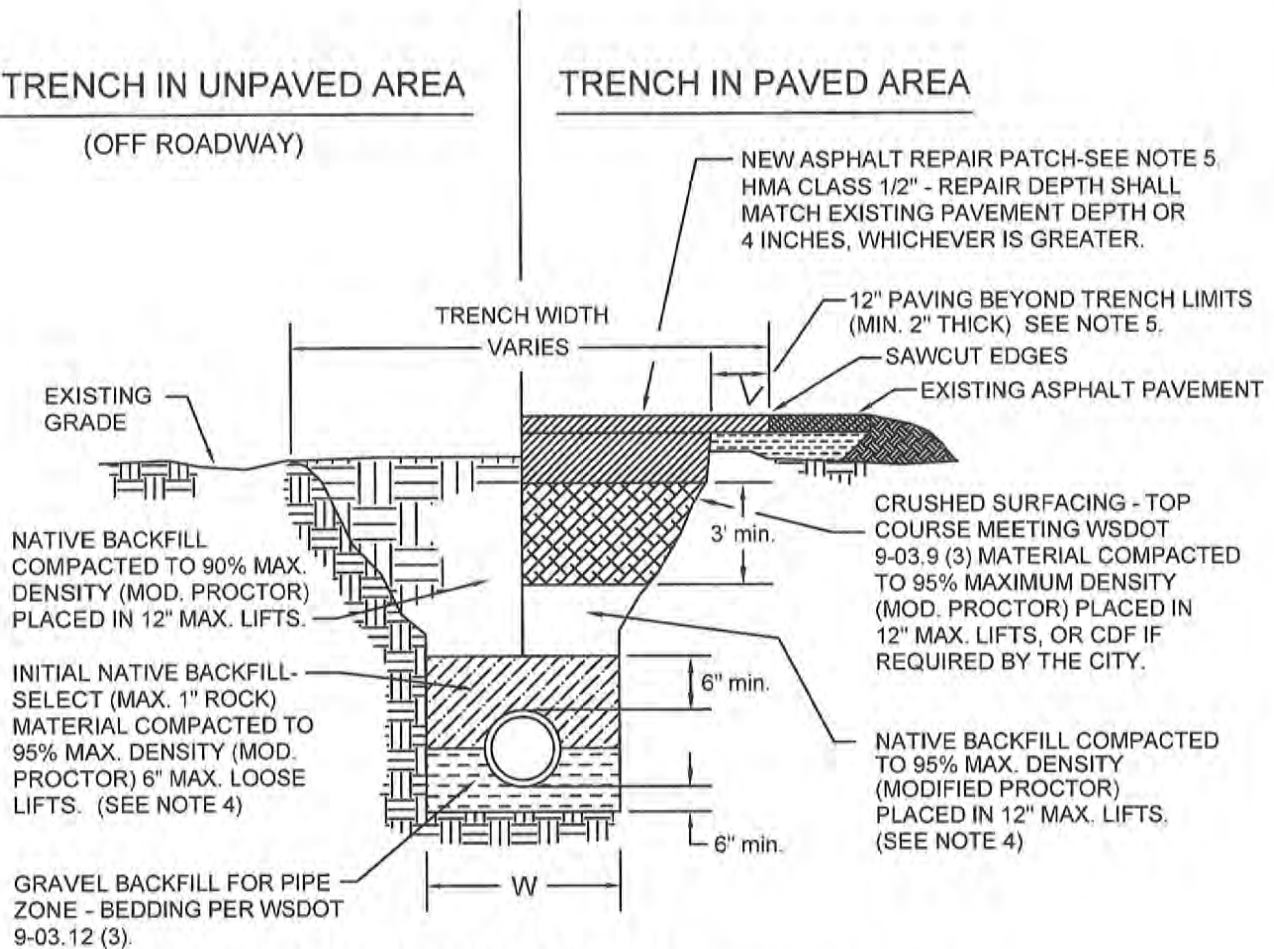 TRENCH IN UNPAVED AREA
(OFF ROADWAY)
TRENCH IN PAVED AREA
NEW ASPHALT REPAIR PATCH-SEE NOTE 5,
HMA CLASS 1/2" - REPAIR DEPTH SHALL
MATCH EXISTING PAVEMENT DEPTH OR
4 INCHES, WHICHEVER IS GREATER.
12" PAVING BEYOND TRENCH LIMITS
(MIN. 2" THICK) SEE NOTE 5.
SAWCUT EDGES
EXISTING ASPHALT PAVEMENT
TRENCH WIDTH
VARIES
EXISTING
GRADE
3' min.
CRUSHED SURFACING - TOP
COURSE MEETING WSDOT
9-03.9 (3) MATERIAL COMPACTED
TO 95% MAXIMUM DENSITY
(MOD. PROCTOR) PLACED IN
12" MAX. LIFTS, OR CDF IF
REQUIRED BY THE CITY.
NATIVE BACKFILL
COMPACTED TO 90% MAX.
DENSITY (MOD. PROCTOR)
PLACED IN 12" MAX. LIFTS.
INITIAL NATIVE BACKFILL-
SELECT (MAX. 1" ROCK)
MATERIAL COMPACTED TO
95% MAX. DENSITY (MOD.
PROCTOR) 6" MAX. LOOSE
LIFTS. (SEE NOTE 4)
6" min.
NATIVE BACKFILL COMPACTED
TO 95% MAX. DENSITY
(MODIFIED PROCTOR)
PLACED IN 12" MAX. LIFTS.
(SEE NOTE 4)
6" min.
GRAVEL BACKFILL FOR PIPE
ZONE - BEDDING PER WSDOT
9-03.12 (3).
W